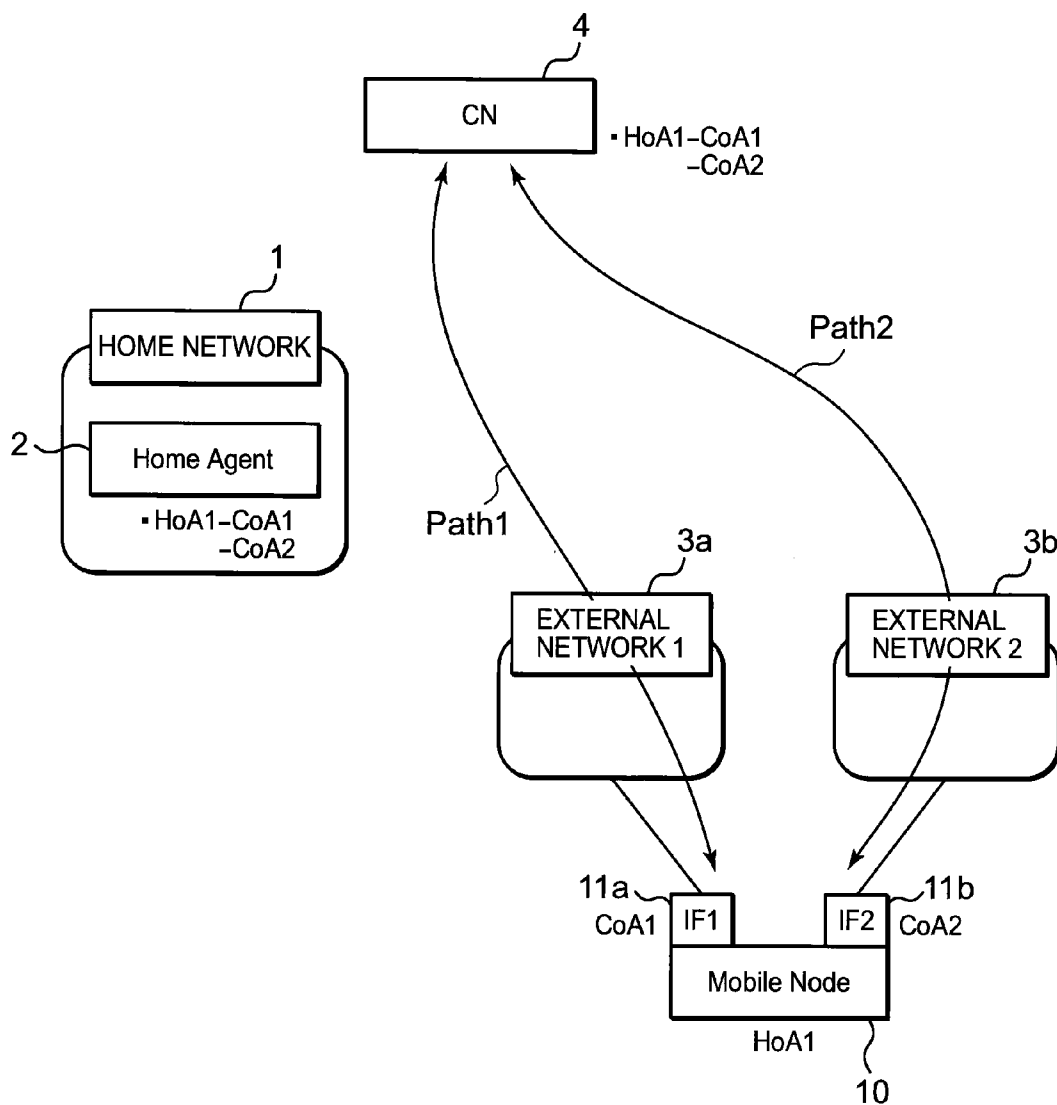 4
CN
▪ HoA1–CoA1
–CoA2
1
HOME NETWORK
Path2
2
Home Agent
▪ HoA1–CoA1
–CoA2
Path1
3a
3b
EXTERNAL
NETWORK 1
EXTERNAL
NETWORK 2
11a
11b
CoA1
IF1
IF2
CoA2
Mobile Node
HoA1
10